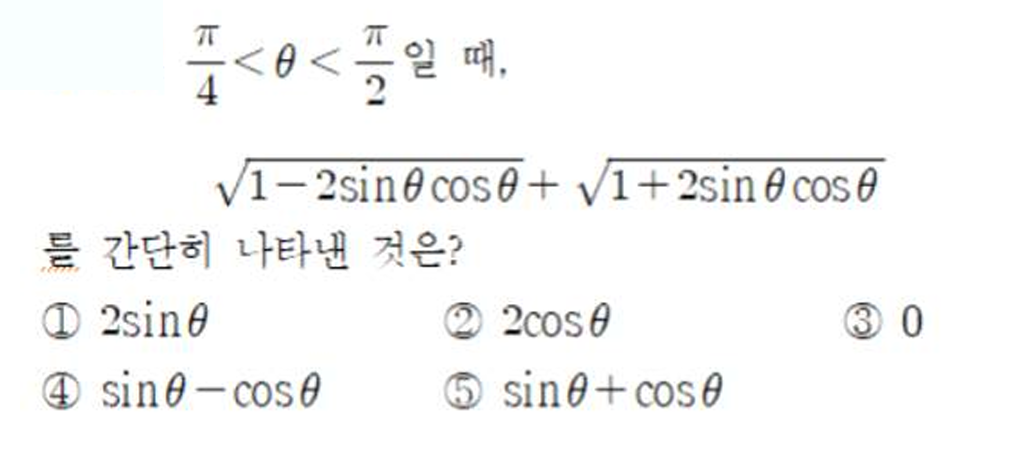 π/4 < θ < π/2 일 때,
√(1−2sinθcosθ) + √(1+2sinθcosθ)
를 간단히 나타낸 것은?
① 2sinθ ② 2cosθ ③ 0
④ sinθ−cosθ ⑤ sinθ+cosθ